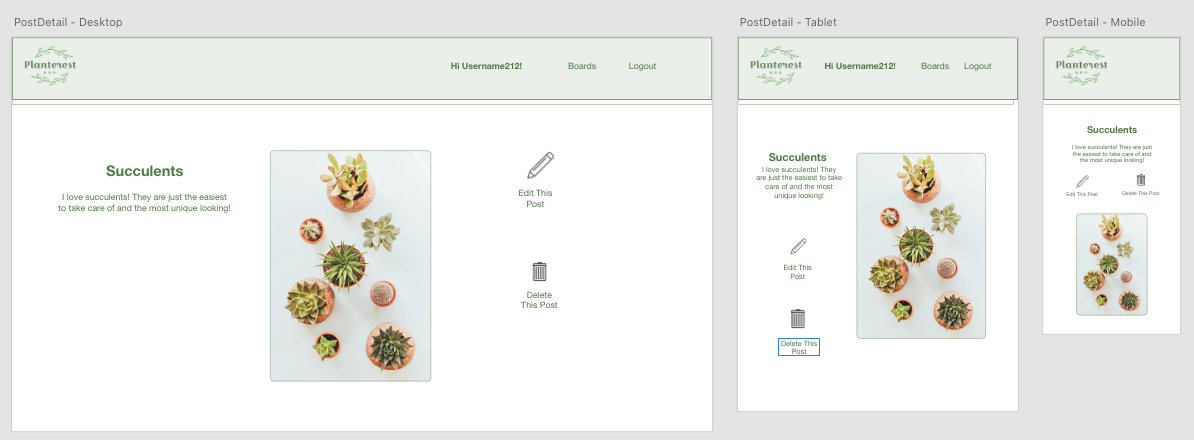 PostDetail - Desktop
Planterest
Hi Username212!
Boards
Logout
Succulents
I love succulents! They are just the easiest
to take care of and the most unique looking!
Edit This
Post
Delete
This Post
PostDetail - Tablet
Planterest
Hi Username212!
Boards
Logout
Succulents
I love succulents! They
are just the easiest to take
care of and the most
unique looking!
Edit This
Post
Delete This
Post
PostDetail - Mobile
Planterest
Succulents
I love succulents! They are just
the easiest to take care of and
the most unique looking!
Edit This Post
Delete This Post